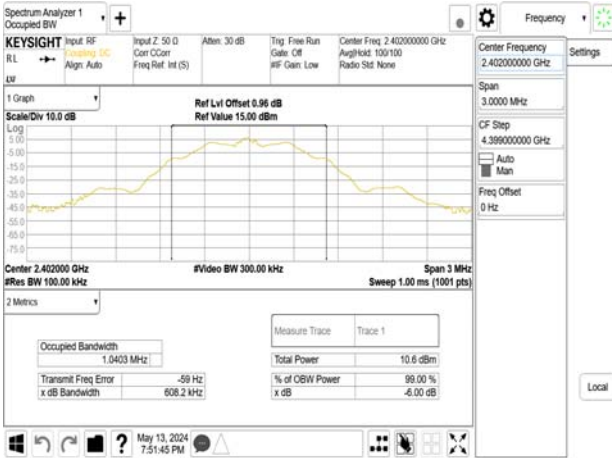 Spectrum Analyzer 1
Occupied BW
+
Frequency
KEYSIGHT
RL
Input: RF
Coupling: DC
Align: Auto
Input Z: 50 Ω
Corr CCorr
Freq Ref: Int (S)
Atten: 30 dB
Trig: Free Run
Gate: Off
#IF Gain: Low
Center Freq: 2.402000000 GHz
Avg|Hold: 100/100
Radio Std: None
Center Frequency
2.402000000 GHz
Settings
Span
3.0000 MHz
CF Step
4.399000000 GHz
Auto
Man
Freq Offset
0 Hz
Local
1 Graph
Scale/Div 10.0 dB
Ref Lvl Offset 0.96 dB
Ref Value 15.00 dBm
Log
5.00
-5.00
-15.0
-25.0
-35.0
-45.0
-55.0
-65.0
-75.0
Center 2.402000 GHz
#Video BW 300.00 kHz
Span 3 MHz
#Res BW 100.00 kHz
Sweep 1.00 ms (1001 pts)
2 Metrics
Measure Trace
Trace 1
Occupied Bandwidth
1.0403 MHz
Total Power
10.6 dBm
Transmit Freq Error
-59 Hz
% of OBW Power
99.00 %
x dB Bandwidth
608.2 kHz
x dB
-6.00 dB
?
May 13, 2024
7:51:45 PM